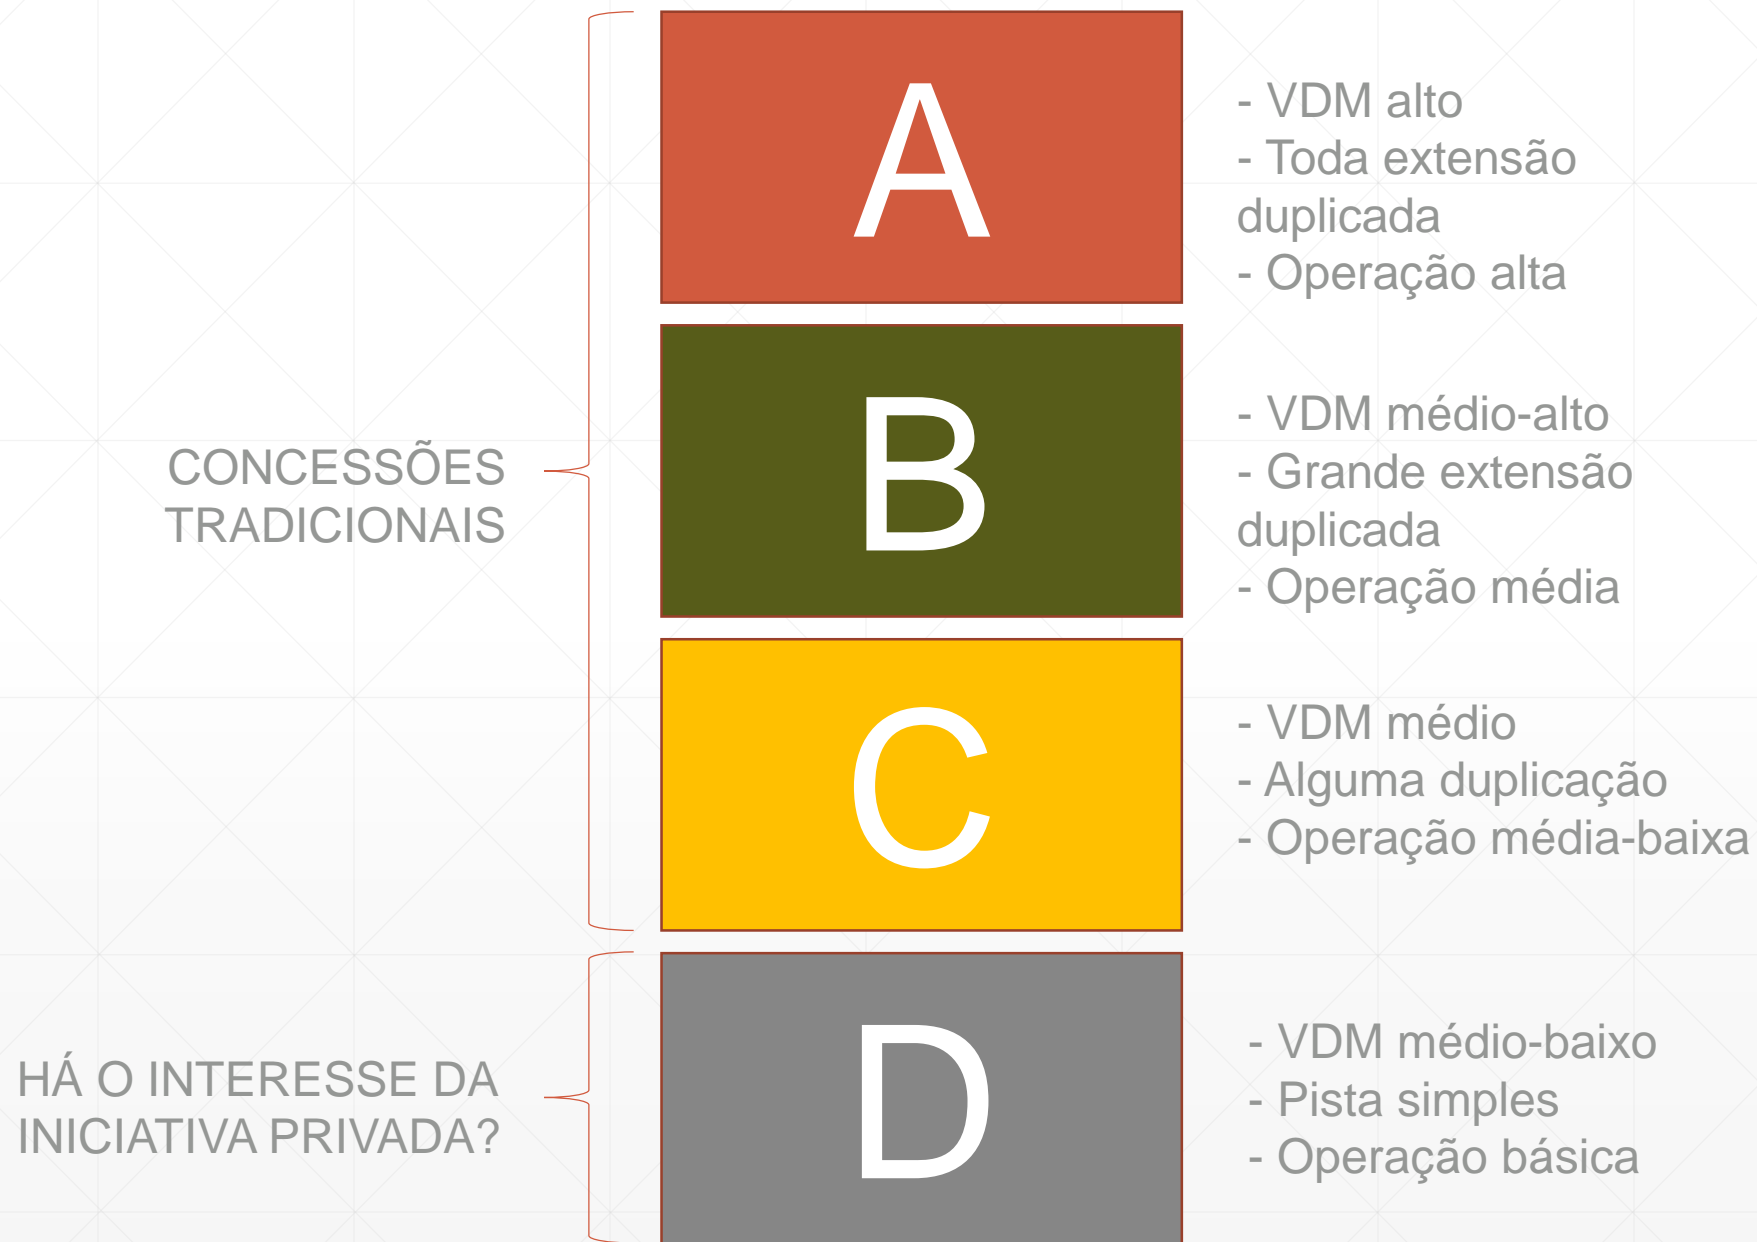 A
- VDM alto
- Toda extensão
duplicada
- Operação alta
CONCESSÕES
TRADICIONAIS
B
- VDM médio-alto
- Grande extensão
duplicada
- Operação média
C
- VDM médio
- Alguma duplicação
- Operação média-baixa
HÁ O INTERESSE DA
INICIATIVA PRIVADA?
D
- VDM médio-baixo
- Pista simples
- Operação básica